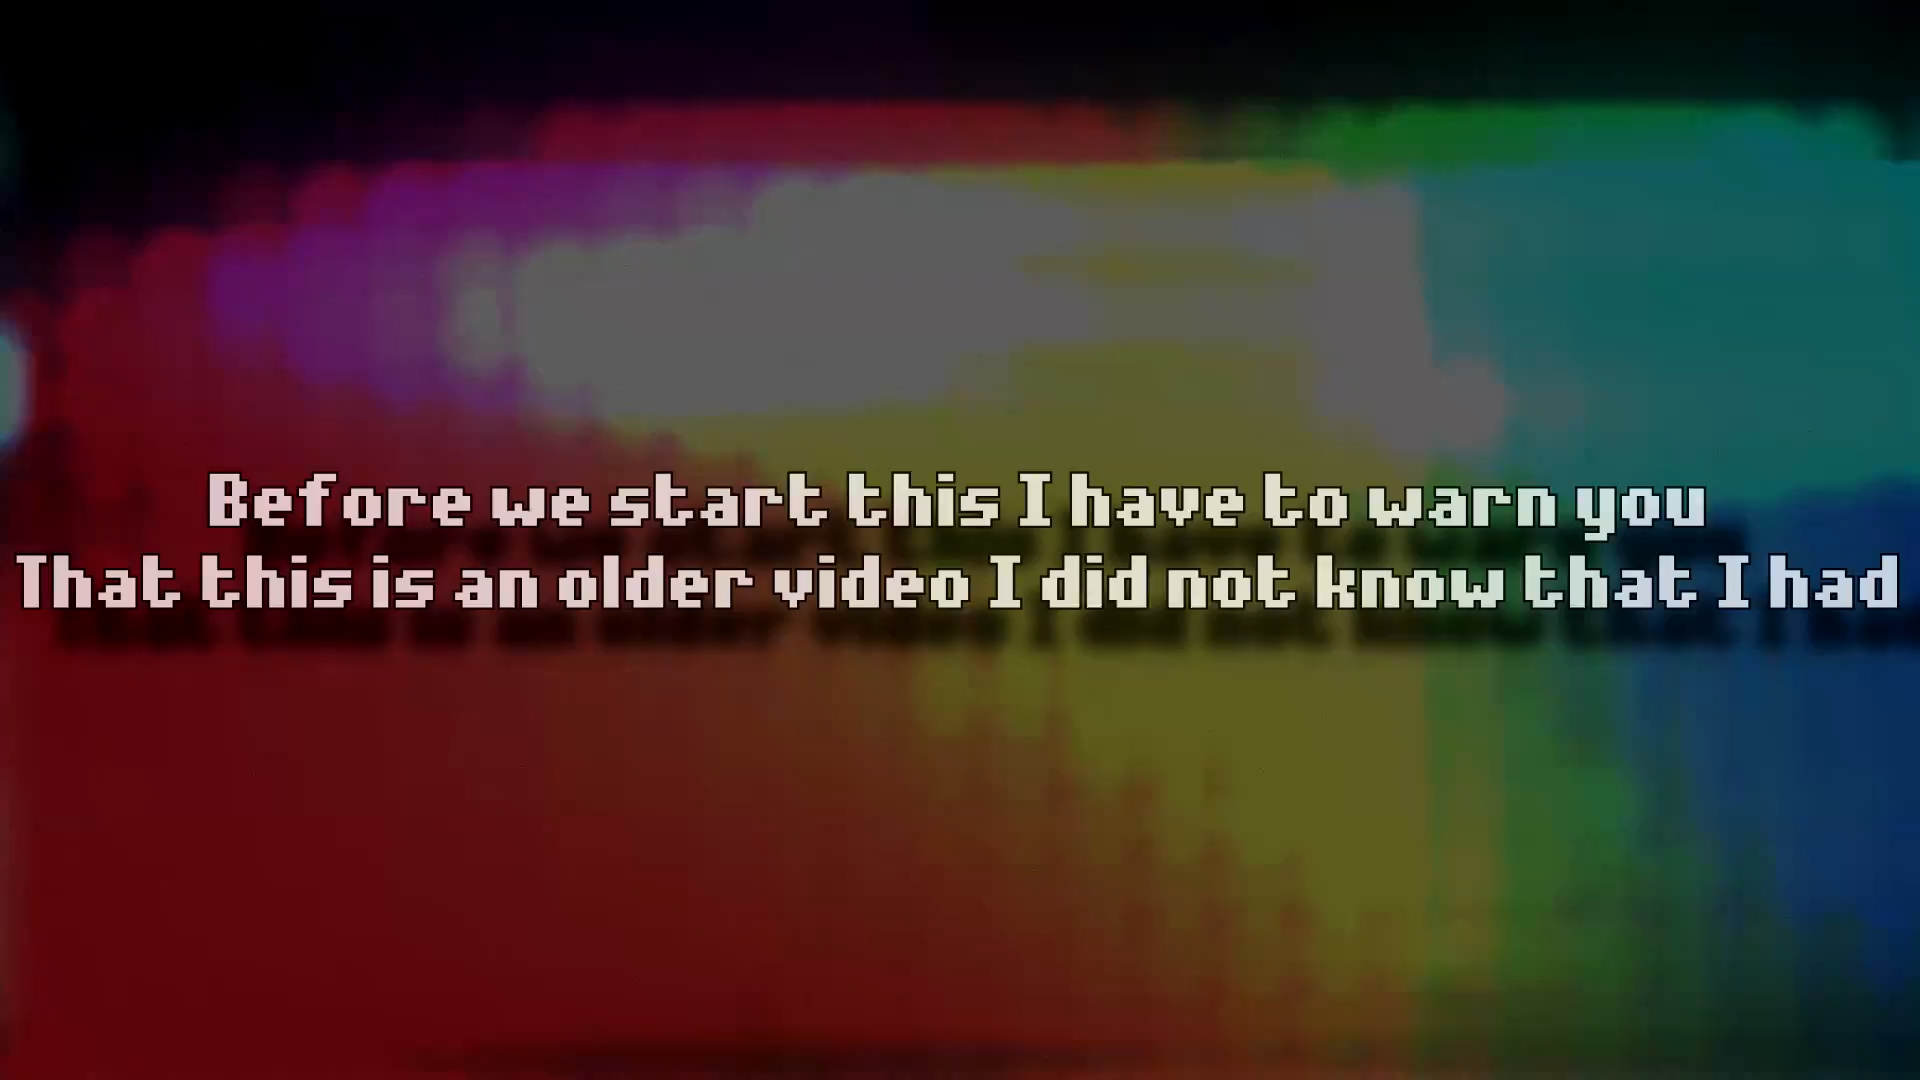 Before we start this I have to warn you
That this is an older video I did not know that I had